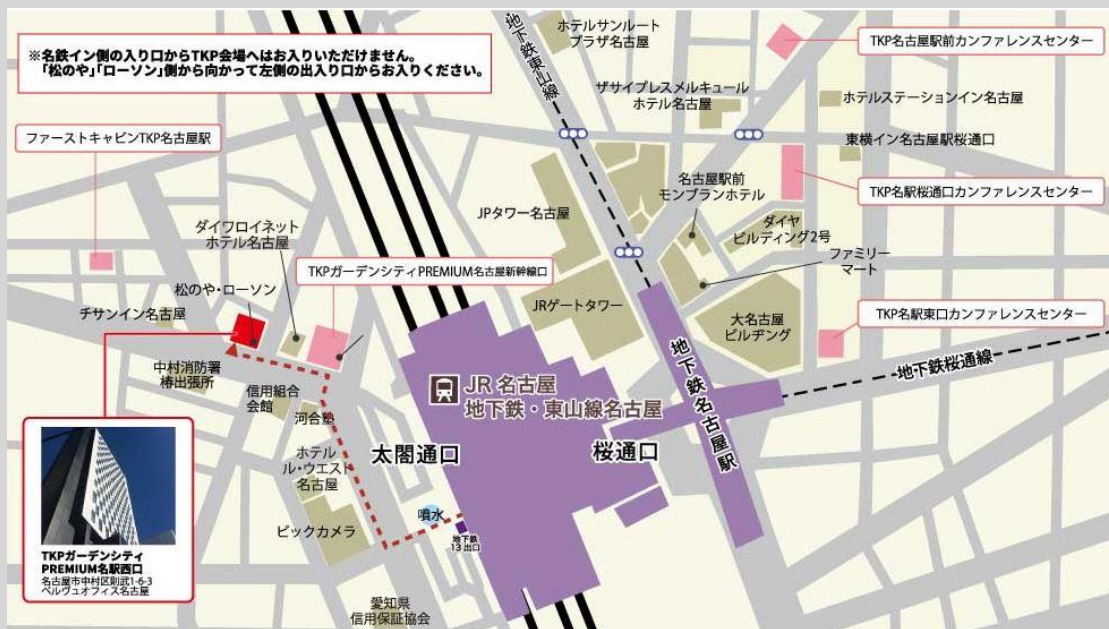 ※名鉄イン側の入り口からTKP会場へはお入りいただけません。
「松のや」「ローソン」側から向かって左側の出入り口からお入りください。
ファーストキャビンTKP名古屋駅
ホテルサンルート
プラザ名古屋
地下鉄東山線
TKP名古屋駅前カンファレンスセンター
ザサイプレスメルキュール
ホテル名古屋
ホテルステーションイン名古屋
東横イン名古屋駅桜通口
TKP名駅桜通口カンファレンスセンター
名古屋駅前
モンブランホテル
JPタワー名古屋
ダイヤ
ビルディング2号
ファミリー
マート
ダイワロイネット
ホテル名古屋
TKPガーデンシティPREMIUM名古屋新幹線口
松のや・ローソン
チサンイン名古屋
JRゲートタワー
大名古屋
ビルヂング
TKP名駅東口カンファレンスセンター
地下鉄桜通線
地下鉄名古屋駅
中村消防署
椿出張所
信用組合
会館
河合塾
JR 名古屋
地下鉄・東山線名古屋
太閤通口
桜通口
ホテル
ル・ウエスト
名古屋
ビックカメラ
噴水
地下鉄
13出口
愛知県
信用保証協会
TKPガーデンシティ
PREMIUM名駅西口
名古屋市中村区則武1-6-3
ベルヴュオフィス名古屋